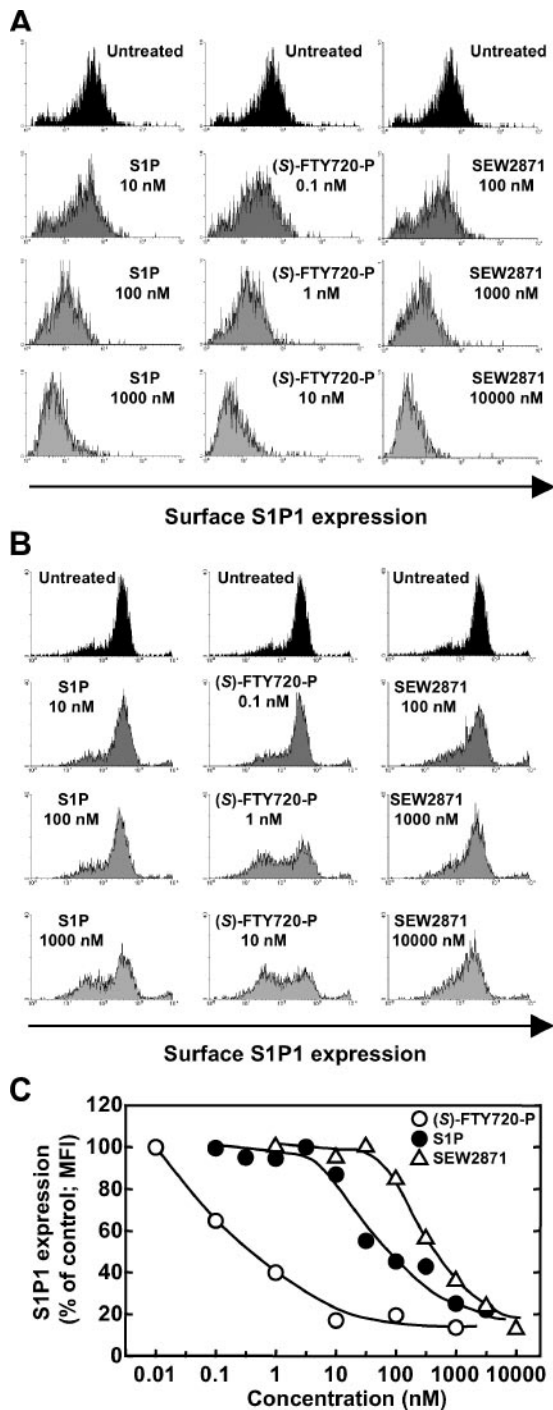 A
Untreated
Untreated
Untreated
S1P
10 nM
(S)-FTY720-P
0.1 nM
SEW2871
100 nM
S1P
100 nM
(S)-FTY720-P
1 nM
SEW2871
1000 nM
S1P
1000 nM
(S)-FTY720-P
10 nM
SEW2871
10000 nM
Surface S1P1 expression
B
Untreated
Untreated
Untreated
S1P
10 nM
(S)-FTY720-P
0.1 nM
SEW2871
100 nM
S1P
100 nM
(S)-FTY720-P
1 nM
SEW2871
1000 nM
S1P
1000 nM
(S)-FTY720-P
10 nM
SEW2871
10000 nM
Surface S1P1 expression
C
S1P1 expression
(% of control; MFI)
120
100
80
60
40
20
0
(S)-FTY720-P
S1P
SEW2871
0.01 0.1 1 10 100 1000 10000
Concentration (nM)